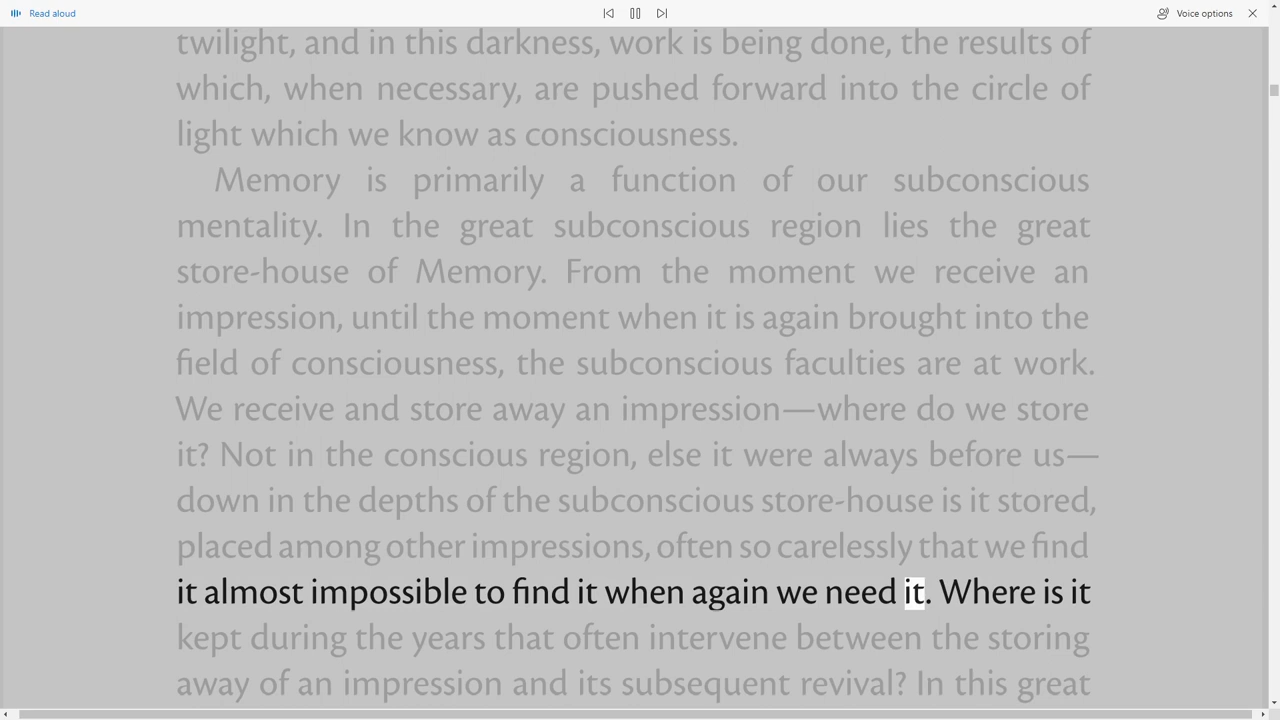 Read aloud
Voice options
twilight, and in this darkness, work is being done, the results of
which, when necessary, are pushed forward into the circle of
light which we know as consciousness.
Memory is primarily a function of our subconscious
mentality. In the great subconscious region lies the great
store-house of Memory. From the moment we receive an
impression, until the moment when it is again brought into the
field of consciousness, the subconscious faculties are at work.
We receive and store away an impression—where do we store
it? Not in the conscious region, else it were always before us—
down in the depths of the subconscious store-house is it stored,
placed among other impressions, often so carelessly that we find
it almost impossible to find it when again we need it. Where is it
kept during the years that often intervene between the storing
away of an impression and its subsequent revival? In this great